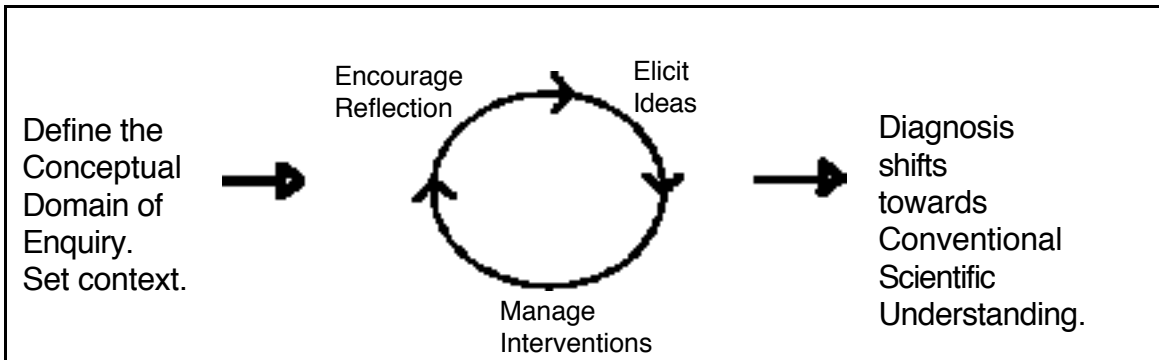 Define the
Conceptual
Domain of
Enquiry.
Set context.
Encourage
Reflection
Elicit
Ideas
Manage
Interventions
Diagnosis
shifts
towards
Conventional
Scientific
Understanding.